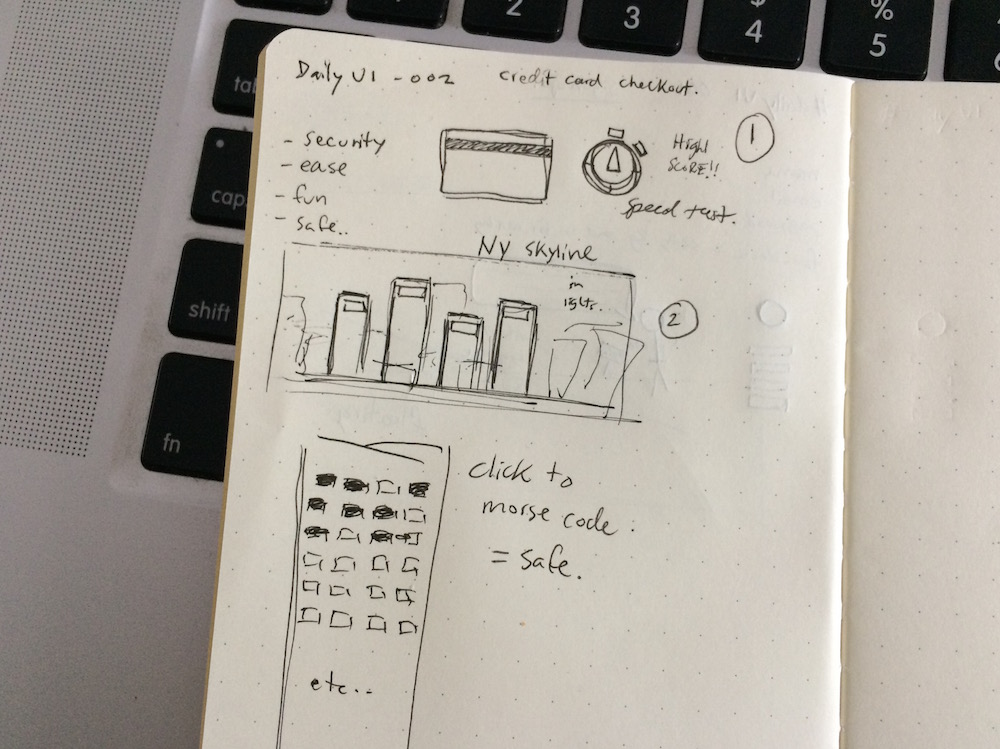 Daily UI - 002 credit card checkout.
- security
- ease
- fun
- safe..
HIGH
SCORE!!
1
Speed test.
NY skyline
in
lights.
2
click to
morse code.
= safe.
etc..
tab
caps
shift
fn
2
3
$
4
%
5
6